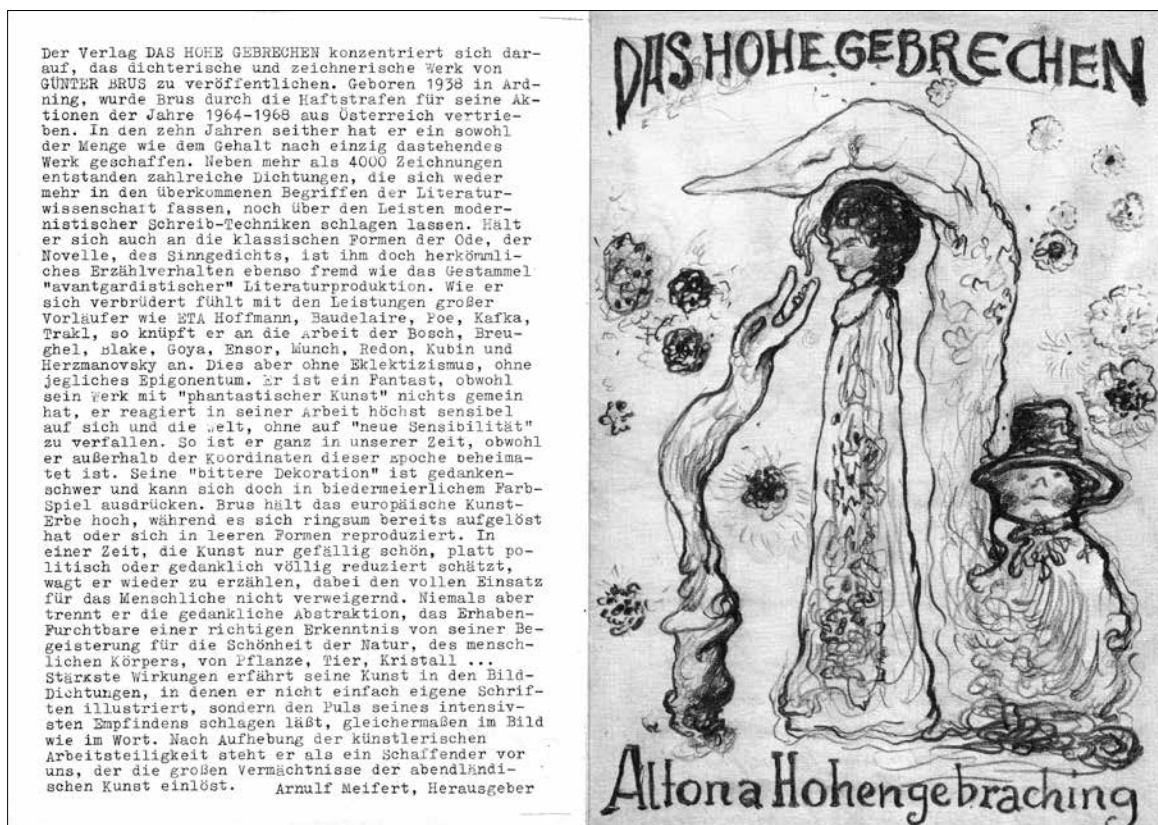 Der Verlag DAS HOHE GEBRECHEN konzentriert sich dar-
auf, das dichterische und zeichnerische Werk von
GÜNTER BRUS zu veröffentlichen. Geboren 1938 in Ard-
ning, wurde Brus durch die Haftstrafen für seine Ak-
tionen der Jahre 1964-1968 aus Österreich vertrie-
ben. In den zehn Jahren seither hat er ein sowohl
der Menge wie dem Gehalt nach einzig dastehendes
Werk geschaffen. Neben mehr als 4000 Zeichnungen
entstanden zahlreiche Dichtungen, die sich weder
mehr in den überkommenen Begriffen der Literatur-
wissenschaft fassen, noch über den Leisten moder-
nistischer Schreib-Techniken schlagen lassen. Hält
er sich auch an die klassischen Formen der Ode, der
Novelle, des Sinngedichts, ist ihm doch herkömmli-
ches Erzählverhalten ebenso fremd wie das Gestammel
"avantgardistischer" Literaturproduktion. Wie er
sich verbrüdert fühlt mit den Leistungen großer
Vorläufer wie ETA Hoffmann, Baudelaire, Poe, Kafka,
Trakl, so knüpft er an die Arbeit der Bosch, Breu-
ghel, Blake, Goya, Ensor, Munch, Redon, Kubin und
Herzmanovsky an. Dies aber ohne Eklektizismus, ohne
jegliches Epigonentum. Er ist ein Fantast, obwohl
sein Werk mit "phantastischer Kunst" nichts gemein
hat, er reagiert in seiner Arbeit höchst sensibel
auf sich und die Welt, ohne auf "neue Sensibilität"
zu verfallen. So ist er ganz in unserer Zeit, obwohl
er außerhalb der Koordinaten dieser Epoche beheima-
tet ist. Seine "bittere Dekoration" ist gedanken-
schwer und kann sich doch in biedermeierlichem Farb-
Spiel ausdrücken. Brus hält das europäische Kunst-
Erbe hoch, während es sich ringsum bereits aufgelöst
hat oder sich in leeren Formen reproduziert. In
einer Zeit, die Kunst nur gefällig schön, platt po-
litisch oder gedanklich völlig reduziert schätzt,
wagt er wieder zu erzählen, dabei den vollen Einsatz
für das Menschliche nicht verweigernd. Niemals aber
trennt er die gedankliche Abstraktion, das Erhaben-
Furchtbare einer richtigen Erkenntnis von seiner Be-
geisterung für die Schönheit der Natur, des mensch-
lichen Körpers, von Pflanze, Tier, Kristall ...
Stärkste Wirkungen erfährt seine Kunst in den Bild-
Dichtungen, in denen er nicht einfach eigene Schrif-
ten illustriert, sondern den Puls seines intensiv-
sten Empfindens schlagen läßt, gleichermaßen im Bild
wie im Wort. Nach Aufhebung der künstlerischen
Arbeitsteiligkeit steht er als ein Schaffender vor
uns, der die großen Vermächtnisse der abendländi-
schen Kunst einlöst. Arnulf Meifert, Herausgeber
DAS HOHE GEBRECHEN
Altona Hohengebraching